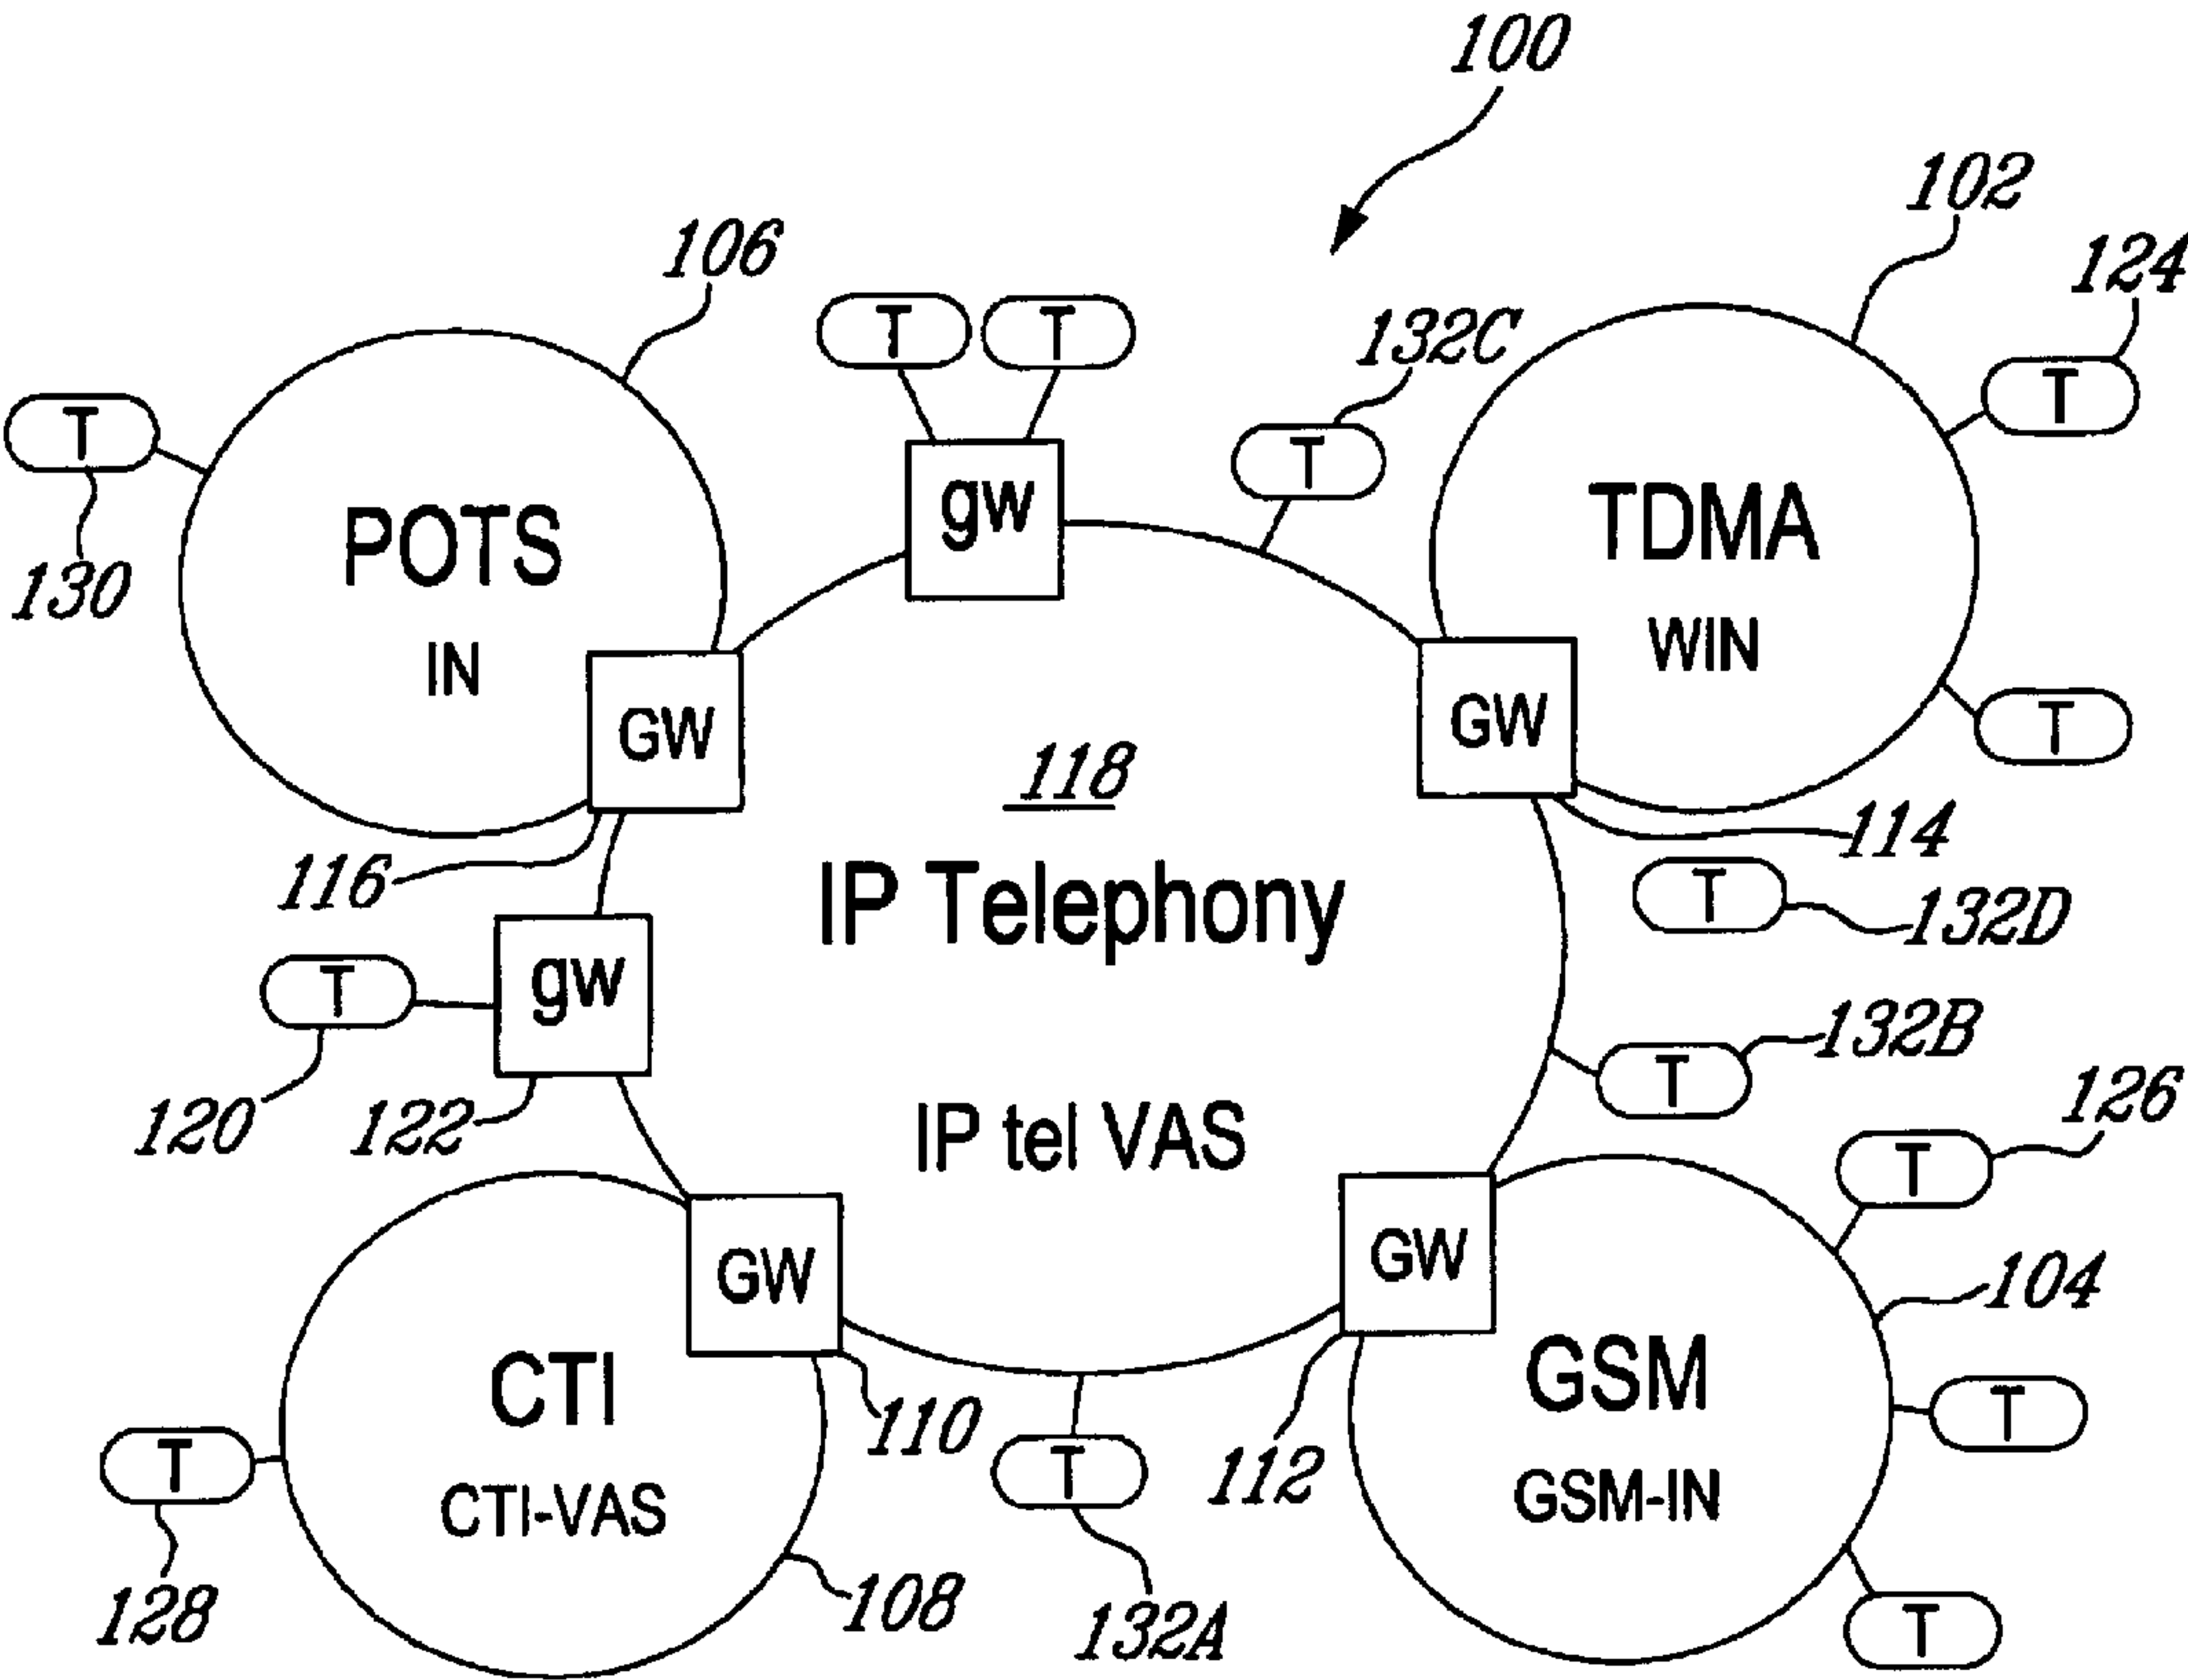 100
102
124
106
T
T
132C
T
T
T
gw
130
POTS
IN
TDMA
WIN
T
GW
GW
118
114
116
IP Telephony
T
132D
T
gw
132B
T
120
122
IP tel VAS
126
T
GW
GW
104
CTI
CTI-VAS
110
T
112
GSM
GSM-IN
T
T
128
108
132A
T